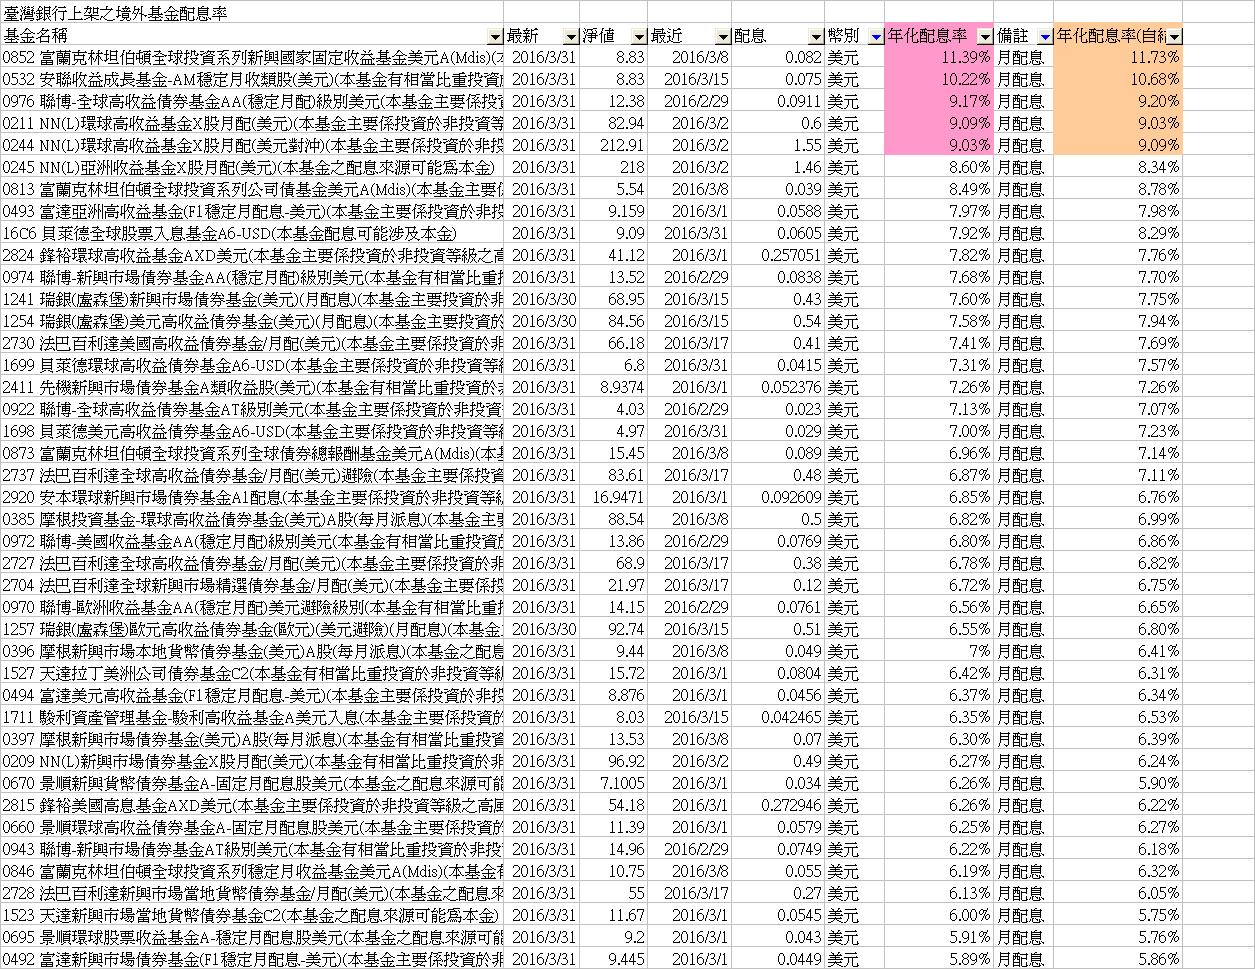 臺灣銀行上架之境外基金配息率
基金名稱 最新 淨值 最近 配息 幣別 年化配息率 備註 年化配息率(自
0852 富蘭克林坦伯頓全球投資系列新興國家固定收益基金美元A(Mdis)(本 2016/3/31 8.83 2016/3/8 0.082 美元 11.39% 月配息 11.73%
0532 安聯收益成長基金-AM穩定月收類股(美元)(本基金有相當比重投資於 2016/3/31 8.83 2016/3/15 0.075 美元 10.22% 月配息 10.68%
0976 聯博-全球高收益債券基金AA(穩定月配)級別美元(本基金主要係投資 2016/3/31 12.38 2016/2/29 0.0911 美元 9.17% 月配息 9.20%
0211 NN(L)環球高收益基金X股月配(美元)(本基金主要係投資於非投資等 2016/3/31 82.94 2016/3/2 0.6 美元 9.09% 月配息 9.03%
0244 NN(L)環球高收益基金X股月配(美元對沖)(本基金主要係投資於非投資 2016/3/31 212.91 2016/3/2 1.55 美元 9.03% 月配息 9.09%
0245 NN(L)亞洲收益基金X股月配(美元)(本基金之配息來源可能為本金) 2016/3/31 218 2016/3/2 1.46 美元 8.60% 月配息 8.34%
0813 富蘭克林坦伯頓全球投資系列公司債基金美元A(Mdis)(本基金主要係 2016/3/31 5.54 2016/3/8 0.039 美元 8.49% 月配息 8.78%
0493 富達亞洲高收益基金(F1穩定月配息-美元)(本基金主要係投資於非投 2016/3/31 9.159 2016/3/1 0.0588 美元 7.97% 月配息 7.98%
16C6 貝萊德全球股票入息基金A6-USD(本基金配息可能涉及本金) 2016/3/31 9.09 2016/3/31 0.0605 美元 7.92% 月配息 8.29%
2824 鋒裕環球高收益基金AXD美元(本基金主要係投資於非投資等級之高 2016/3/31 41.12 2016/3/1 0.257051 美元 7.82% 月配息 7.76%
0974 聯博-新興市場債券基金AA(穩定月配)級別美元(本基金有相當比重投 2016/3/31 13.52 2016/2/29 0.0838 美元 7.68% 月配息 7.70%
1241 瑞銀(盧森堡)新興市場債券基金(美元)(月配息)(本基金主要投資於非 2016/3/30 68.95 2016/3/15 0.43 美元 7.60% 月配息 7.75%
1254 瑞銀(盧森堡)美元高收益債券基金(美元)(月配息)(本基金主要投資於 2016/3/30 84.56 2016/3/15 0.54 美元 7.58% 月配息 7.94%
2730 法巴百利達美國高收益債券基金/月配(美元)(本基金主要係投資於非 2016/3/31 66.18 2016/3/17 0.41 美元 7.41% 月配息 7.69%
1699 貝萊德環球高收益債券基金A6-USD(本基金主要係投資於非投資等級 2016/3/31 6.8 2016/3/31 0.0415 美元 7.31% 月配息 7.57%
2411 先機新興市場債券基金A類收益股(美元)(本基金有相當比重投資於非 2016/3/31 8.9374 2016/3/1 0.052376 美元 7.26% 月配息 7.26%
0922 聯博-全球高收益債券基金AT級別美元(本基金主要係投資於非投資 2016/3/31 4.03 2016/2/29 0.023 美元 7.13% 月配息 7.07%
1698 貝萊德美元高收益債券基金A6-USD(本基金主要係投資於非投資等級 2016/3/31 4.97 2016/3/31 0.029 美元 7.00% 月配息 7.23%
0873 富蘭克林坦伯頓全球投資系列全球債券總報酬基金美元A(Mdis)(本基 2016/3/31 15.45 2016/3/8 0.089 美元 6.96% 月配息 7.14%
2737 法巴百利達全球高收益債券基金/月配(美元)避險(本基金主要係投資 2016/3/31 83.61 2016/3/17 0.48 美元 6.87% 月配息 7.11%
2920 安本環球新興市場債券基金A1配息(本基金主要係投資於非投資等級 2016/3/31 16.9471 2016/3/1 0.092609 美元 6.85% 月配息 6.76%
0385 摩根投資基金-環球高收益債券基金(美元)A股(每月派息)(本基金主要 2016/3/31 88.54 2016/3/8 0.5 美元 6.82% 月配息 6.99%
0972 聯博-美國收益基金AA(穩定月配)級別美元(本基金有相當比重投資於 2016/3/31 13.86 2016/2/29 0.0769 美元 6.80% 月配息 6.86%
2727 法巴百利達全球高收益債券基金/月配(美元)(本基金主要係投資於非 2016/3/31 68.9 2016/3/17 0.38 美元 6.78% 月配息 6.82%
2704 法巴百利達全球新興市場精選債券基金/月配(美元)(本基金主要係投 2016/3/31 21.97 2016/3/17 0.12 美元 6.72% 月配息 6.75%
0970 聯博-歐洲收益基金AA(穩定月配)美元避險級別(本基金有相當比重投 2016/3/31 14.15 2016/2/29 0.0761 美元 6.56% 月配息 6.65%
1257 瑞銀(盧森堡)歐元高收益債券基金(歐元)(美元避險)(月配息)(本基金 2016/3/30 92.74 2016/3/15 0.51 美元 6.55% 月配息 6.80%
0396 摩根新興市場本地貨幣債券基金(美元)A股(每月派息)(本基金之配息 2016/3/31 9.44 2016/3/8 0.049 美元 7% 月配息 6.41%
1527 天達拉丁美洲公司債券基金C2(本基金有相當比重投資於非投資等級 2016/3/31 15.72 2016/3/1 0.0804 美元 6.42% 月配息 6.31%
0494 富達美元高收益基金(F1穩定月配息-美元)(本基金主要係投資於非投 2016/3/31 8.876 2016/3/1 0.0456 美元 6.37% 月配息 6.34%
1711 駿利資產管理基金-駿利高收益基金A美元入息(本基金主要係投資於 2016/3/31 8.03 2016/3/15 0.042465 美元 6.35% 月配息 6.53%
0397 摩根新興市場債券基金(美元)A股(每月派息)(本基金有相當比重投資 2016/3/31 13.53 2016/3/8 0.07 美元 6.30% 月配息 6.39%
0209 NN(L)新興市場債券基金X股月配(美元)(本基金主要係投資於非投資 2016/3/31 96.92 2016/3/2 0.49 美元 6.27% 月配息 6.24%
0670 景順新興貨幣債券基金A-固定月配息股美元(本基金之配息來源可能 2016/3/31 7.1005 2016/3/1 0.034 美元 6.26% 月配息 5.90%
2815 鋒裕美國高息基金AXD美元(本基金主要係投資於非投資等級之高風 2016/3/31 54.18 2016/3/1 0.272946 美元 6.26% 月配息 6.22%
0660 景順環球高收益債券基金A-固定月配息股美元(本基金主要係投資於 2016/3/31 11.39 2016/3/1 0.0579 美元 6.25% 月配息 6.27%
0943 聯博-新興市場債券基金AT級別美元(本基金有相當比重投資於非投 2016/3/31 14.96 2016/2/29 0.0749 美元 6.22% 月配息 6.18%
0846 富蘭克林坦伯頓全球投資系列穩定月收益基金美元A(Mdis)(本基金有 2016/3/31 10.75 2016/3/8 0.055 美元 6.19% 月配息 6.32%
2728 法巴百利達新興市場當地貨幣債券基金/月配(美元)(本基金之配息來 2016/3/31 55 2016/3/17 0.27 美元 6.13% 月配息 6.05%
1523 天達新興市場當地貨幣債券基金C2(本基金之配息來源可能為本金) 2016/3/31 11.67 2016/3/1 0.0545 美元 6.00% 月配息 5.75%
0695 景順環球股票收益基金A-穩定月配息股美元(本基金之配息來源可能 2016/3/31 9.2 2016/3/1 0.043 美元 5.91% 月配息 5.76%
0492 富達新興市場債券基金(F1穩定月配息-美元)(本基金主要係投資於非 2016/3/31 9.445 2016/3/1 0.0449 美元 5.89% 月配息 5.86%